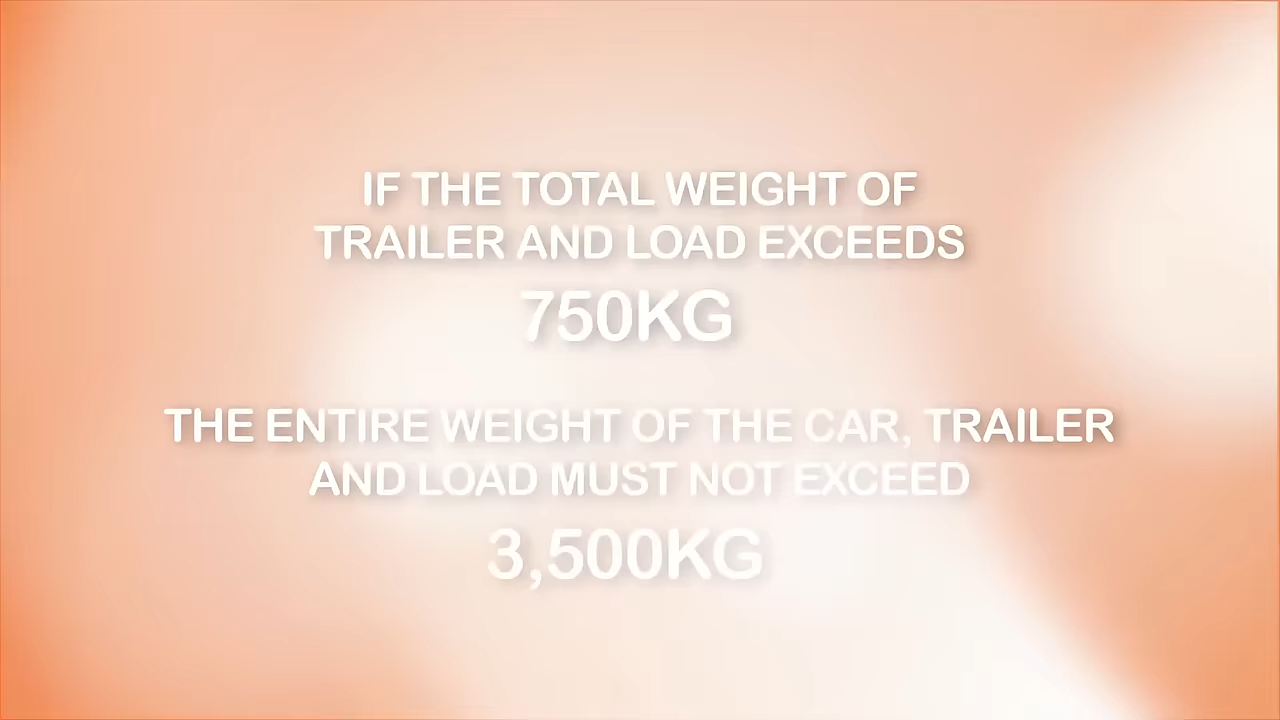 IF THE TOTAL WEIGHT OF
TRAILER AND LOAD EXCEEDS
750KG
THE ENTIRE WEIGHT OF THE CAR, TRAILER
AND LOAD MUST NOT EXCEED
3,500KG